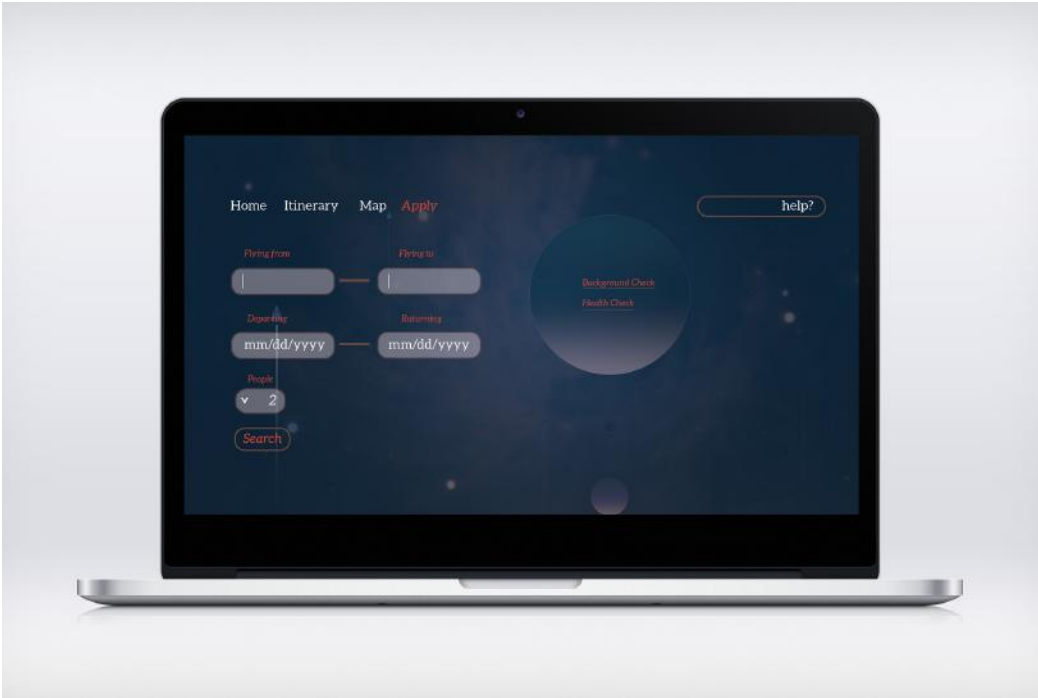 Home Itinerary Map Apply
help?
Flying from Flying to
Departing Returning
mm/dd/yyyy mm/dd/yyyy
People
2
Search
Background Check
Health Check